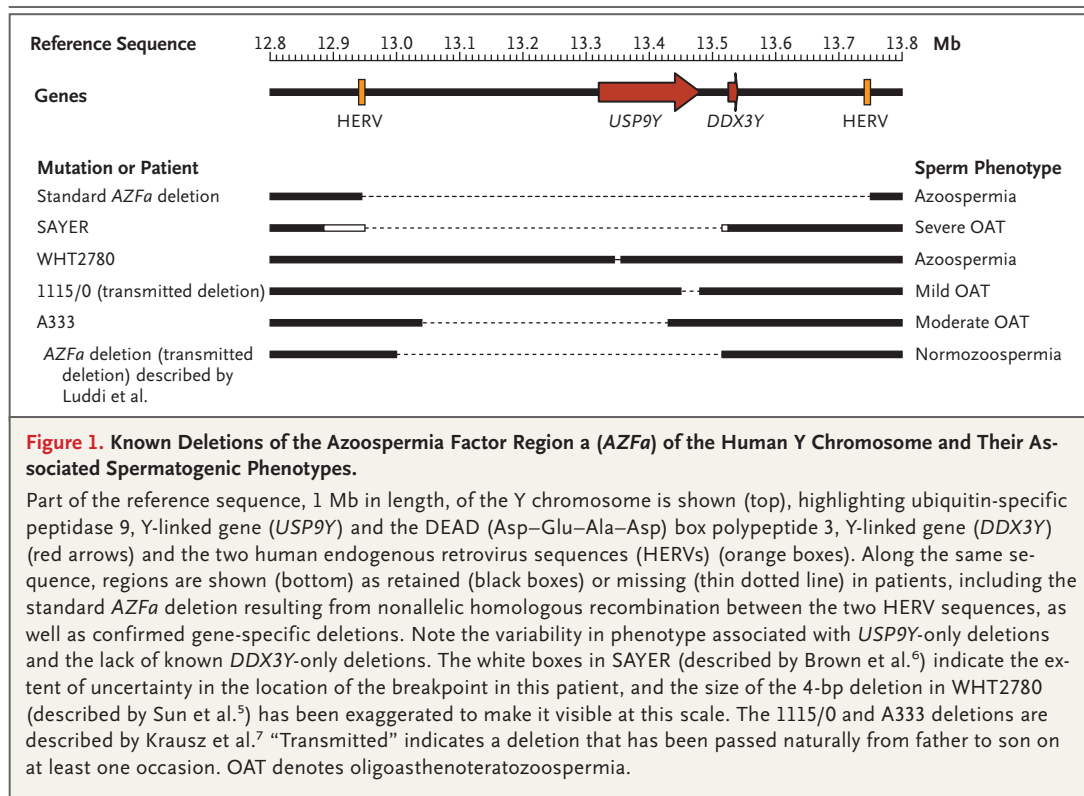 Reference Sequence 12.8 12.9 13.0 13.1 13.2 13.3 13.4 13.5 13.6 13.7 13.8 Mb
Genes
HERV USP9Y DDX3Y HERV
Mutation or Patient Sperm Phenotype
Standard AZFa deletion Azoospermia
SAYER Severe OAT
WHT2780 Azoospermia
1115/0 (transmitted deletion) Mild OAT
A333 Moderate OAT
AZFa deletion (transmitted Normozoospermia
deletion) described by
Luddi et al.
Figure 1. Known Deletions of the Azoospermia Factor Region a (AZFa) of the Human Y Chromosome and Their As-
sociated Spermatogenic Phenotypes.
Part of the reference sequence, 1 Mb in length, of the Y chromosome is shown (top), highlighting ubiquitin-specific
peptidase 9, Y-linked gene (USP9Y) and the DEAD (Asp–Glu–Ala–Asp) box polypeptide 3, Y-linked gene (DDX3Y)
(red arrows) and the two human endogenous retrovirus sequences (HERVs) (orange boxes). Along the same se-
quence, regions are shown (bottom) as retained (black boxes) or missing (thin dotted line) in patients, including the
standard AZFa deletion resulting from nonallelic homologous recombination between the two HERV sequences, as
well as confirmed gene-specific deletions. Note the variability in phenotype associated with USP9Y-only deletions
and the lack of known DDX3Y-only deletions. The white boxes in SAYER (described by Brown et al.⁶) indicate the ex-
tent of uncertainty in the location of the breakpoint in this patient, and the size of the 4-bp deletion in WHT2780
(described by Sun et al.⁵) has been exaggerated to make it visible at this scale. The 1115/0 and A333 deletions are
described by Krausz et al.⁷ “Transmitted” indicates a deletion that has been passed naturally from father to son on
at least one occasion. OAT denotes oligoasthenoteratozoospermia.